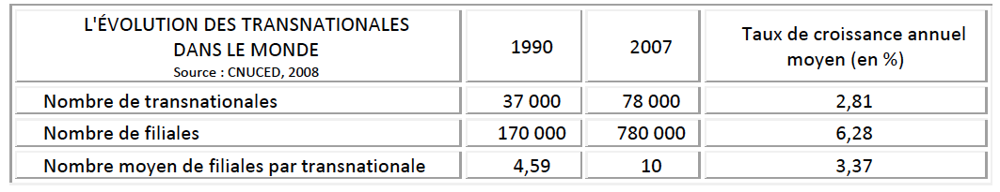 L'ÉVOLUTION DES TRANSNATIONALES
DANS LE MONDE
Source : CNUCED, 2008
1990
2007
Taux de croissance annuel
moyen (en %)
Nombre de transnationales 37 000 78 000 2,81
Nombre de filiales 170 000 780 000 6,28
Nombre moyen de filiales par transnationale 4,59 10 3,37